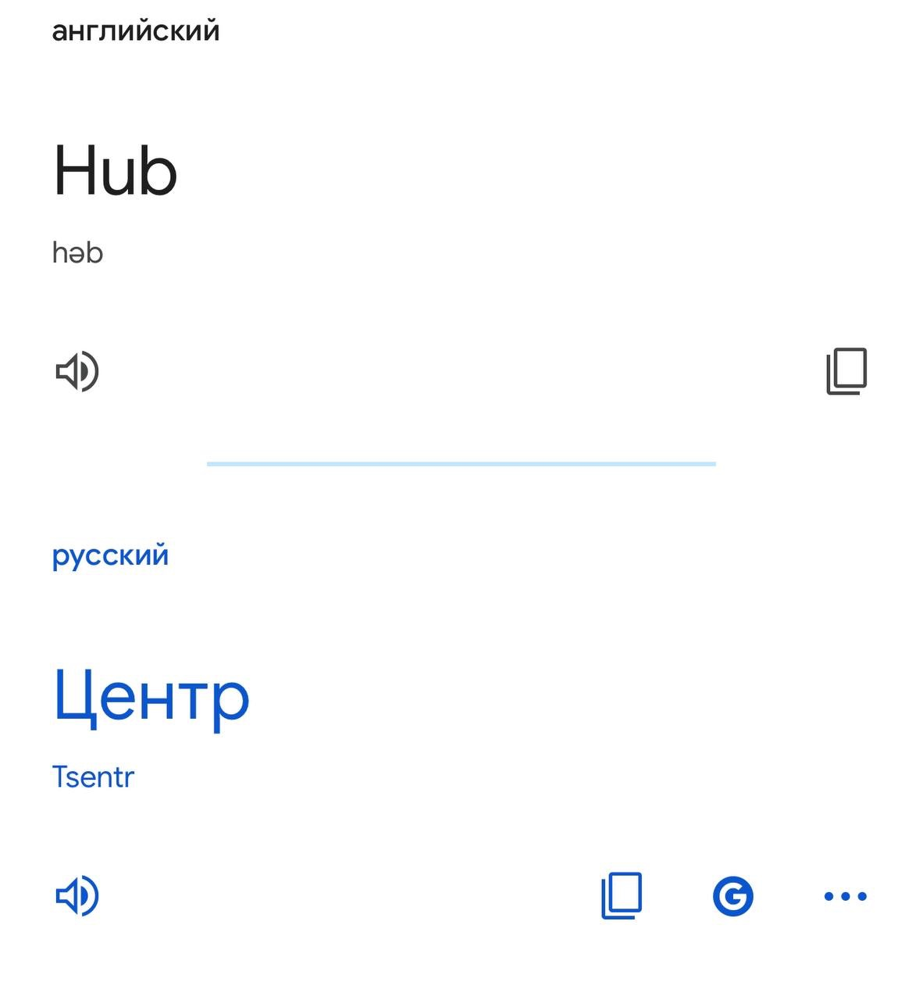 английский
Hub
həb
русский
Центр
Tsentr